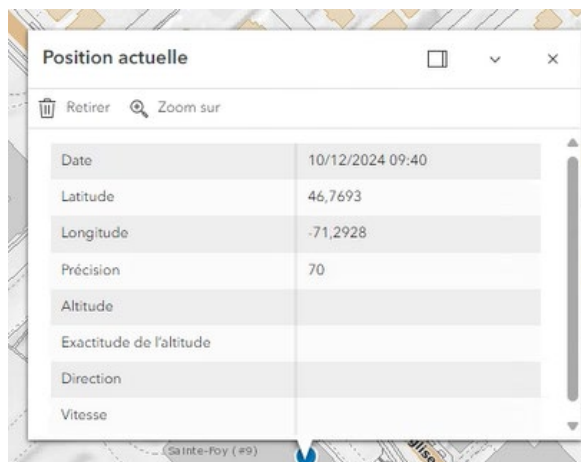 Position actuelle
Retirer Zoom sur
Date 10/12/2024 09:40
Latitude 46,7693
Longitude -71,2928
Précision 70
Altitude
Exactitude de l'altitude
Direction
Vitesse
Sainte-Foy (#9)